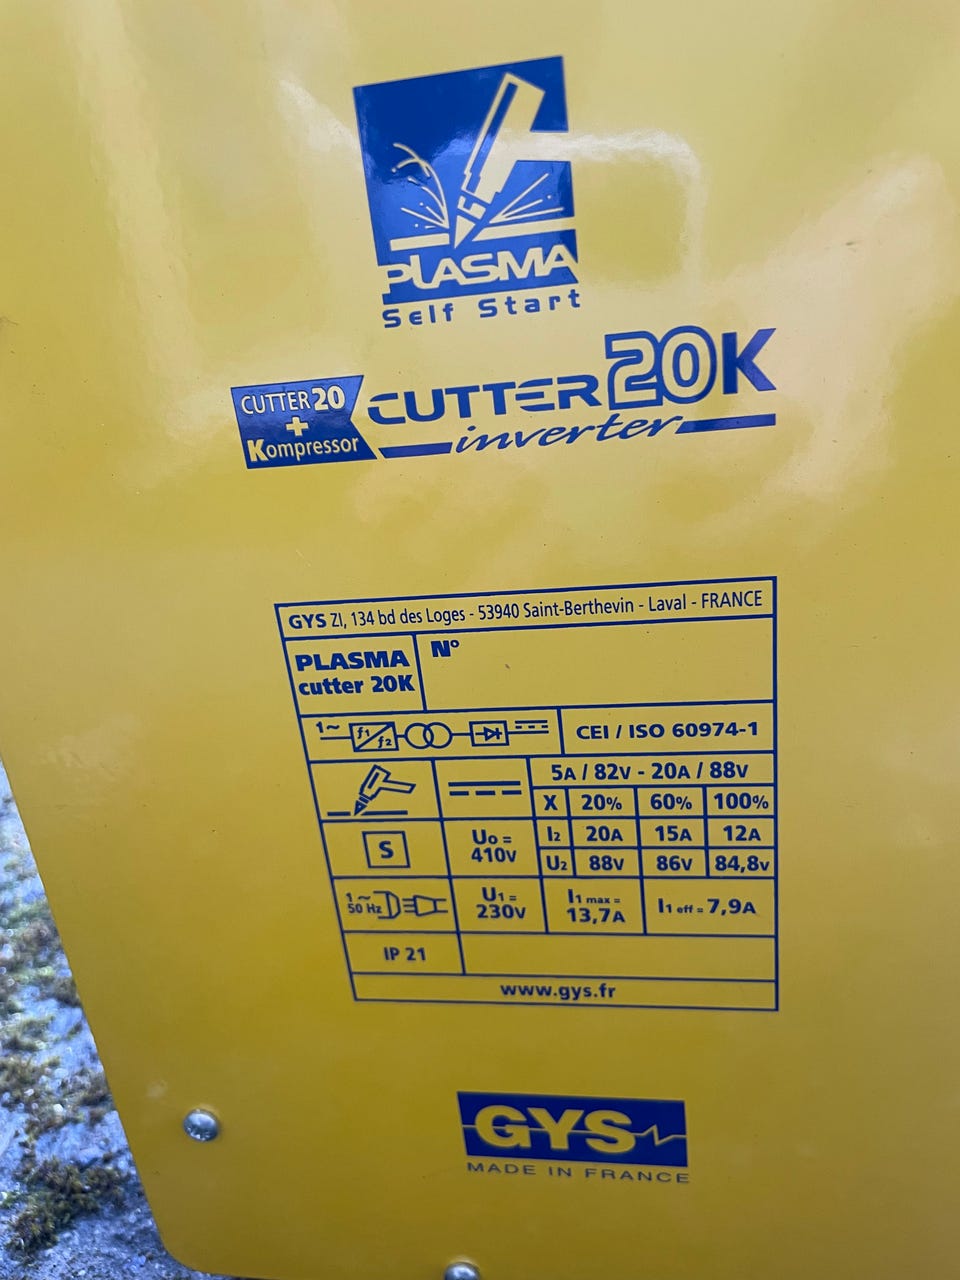 PLASMA
Self Start
CUTTER 20
+
Kompressor
CUTTER 20K
inverter
GYS ZI, 134 bd des Loges - 53940 Saint-Berthevin - Laval - FRANCE
PLASMA
cutter 20K
N°
1~ f1 f2
CEI / ISO 60974-1
5A / 82V - 20A / 88V
X 20% 60% 100%
S
U0 =
410V
I2 20A 15A 12A
U2 88V 86V 84,8V
1~
50 Hz
U1 =
230V
I1 max =
13,7A
I1 eff = 7,9A
IP 21
www.gys.fr
GYS
MADE IN FRANCE